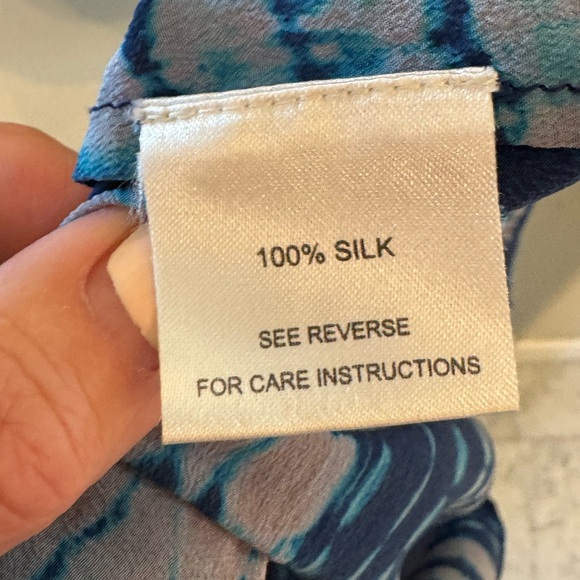 100% SILK
SEE REVERSE
FOR CARE INSTRUCTIONS